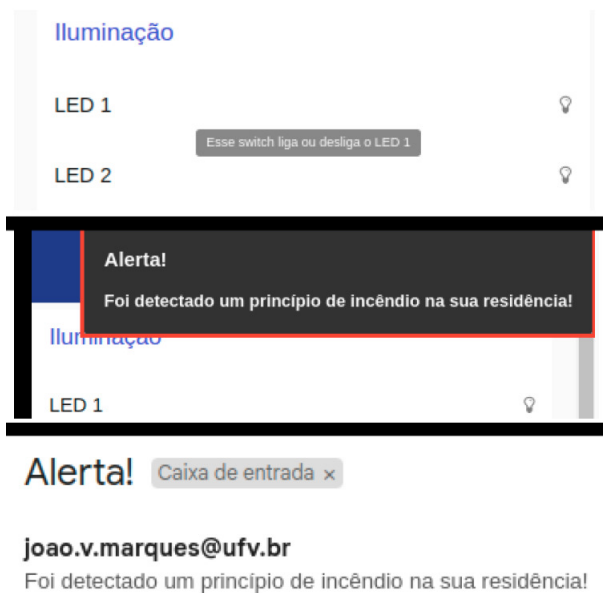 Iluminação
LED 1
Esse switch liga ou desliga o LED 1
LED 2
Alerta!
Foi detectado um princípio de incêndio na sua residência!
Iluminação
LED 1
Alerta! Caixa de entrada ×
joao.v.marques@ufv.br
Foi detectado um princípio de incêndio na sua residência!